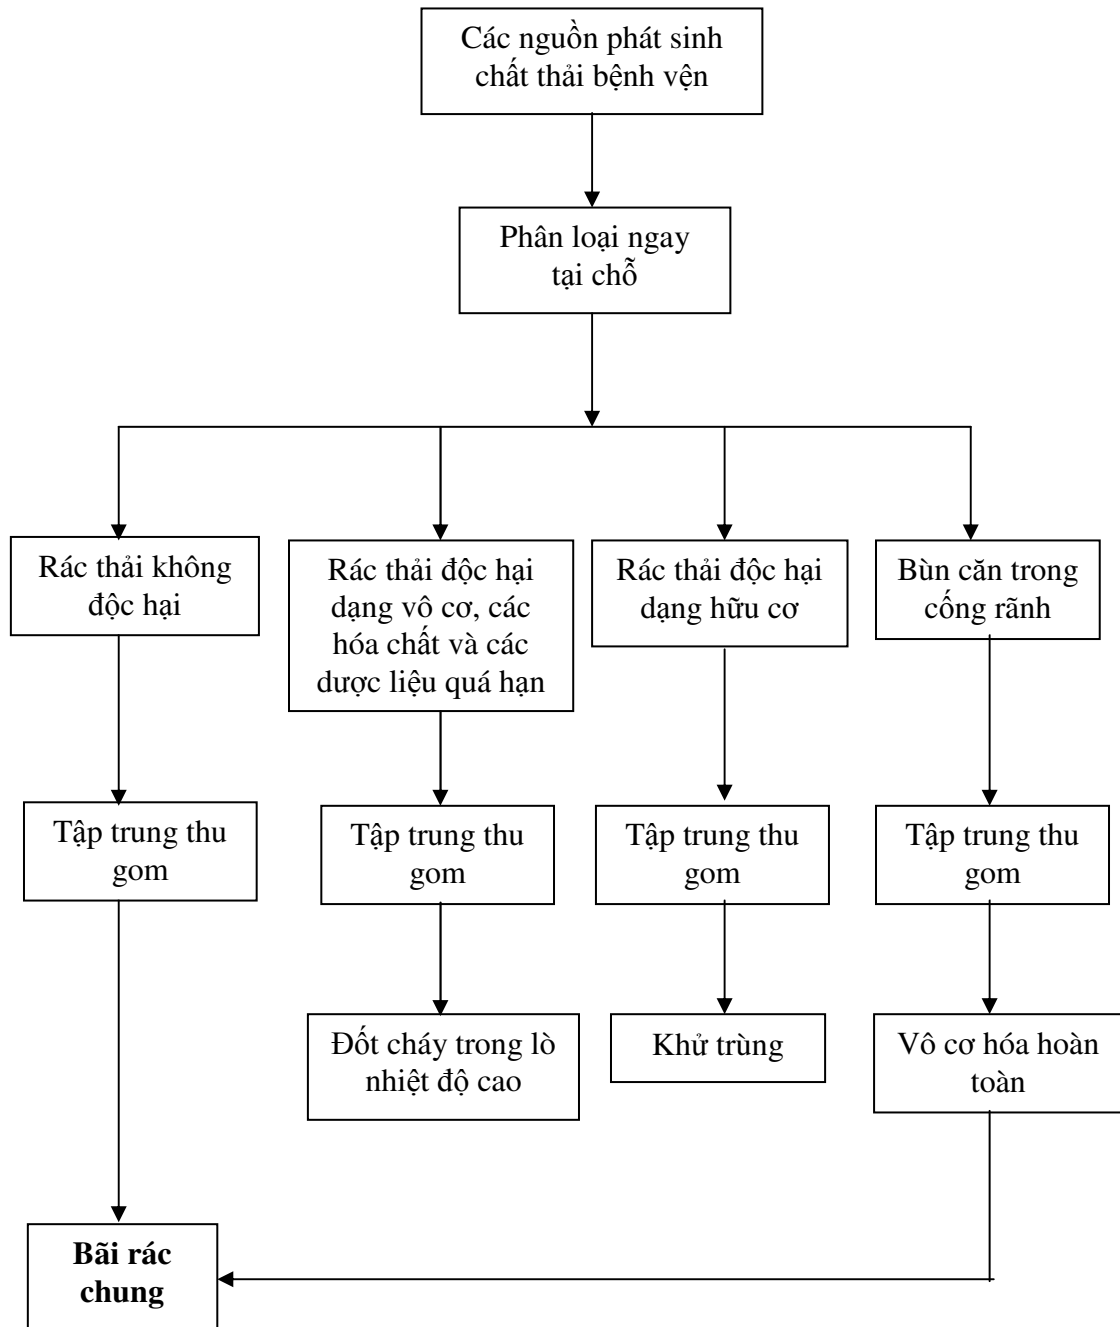 Các nguồn phát sinh
chất thải bệnh vện
Phân loại ngay
tại chỗ
Rác thải không
độc hại
Rác thải độc hại
dạng vô cơ, các
hóa chất và các
dược liệu quá hạn
Rác thải độc hại
dạng hữu cơ
Bùn căn trong
cống rãnh
Tập trung thu
gom
Tập trung thu
gom
Tập trung thu
gom
Tập trung thu
gom
Đốt cháy trong lò
nhiệt độ cao
Khử trùng
Vô cơ hóa hoàn
toàn
Bãi rác
chung